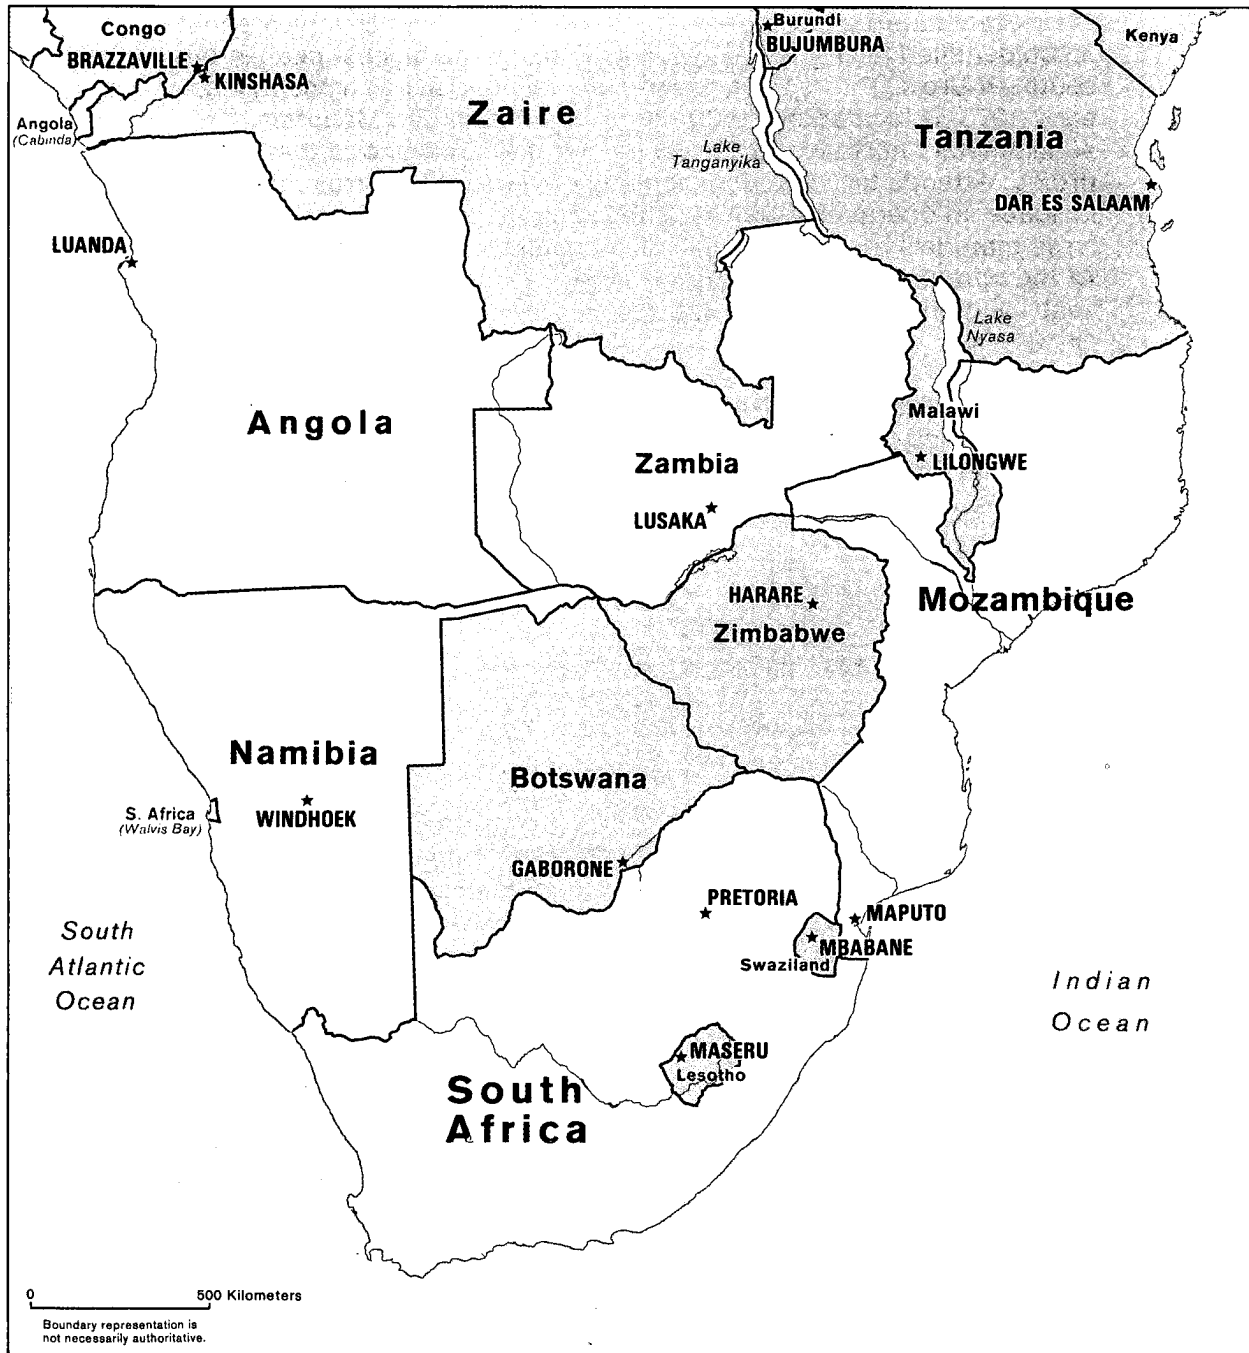 Congo
BRAZZAVILLE
KINSHASA
Angola
(Cabinda)
Zaire
Burundi
BUJUMBURA
Kenya
Lake
Tanganyika
Tanzania
DAR ES SALAAM
LUANDA
Lake
Nyasa
Angola
Malawi
LILONGWE
Zambia
LUSAKA
HARARE
Zimbabwe
Mozambique
Namibia
WINDHOEK
S. Africa
(Walvis Bay)
Botswana
GABORONE
PRETORIA
MAPUTO
MBABANE
Swaziland
South
Atlantic
Ocean
Indian
Ocean
MASERU
Lesotho
South
Africa
0 500 Kilometers
Boundary representation is
not necessarily authoritative.